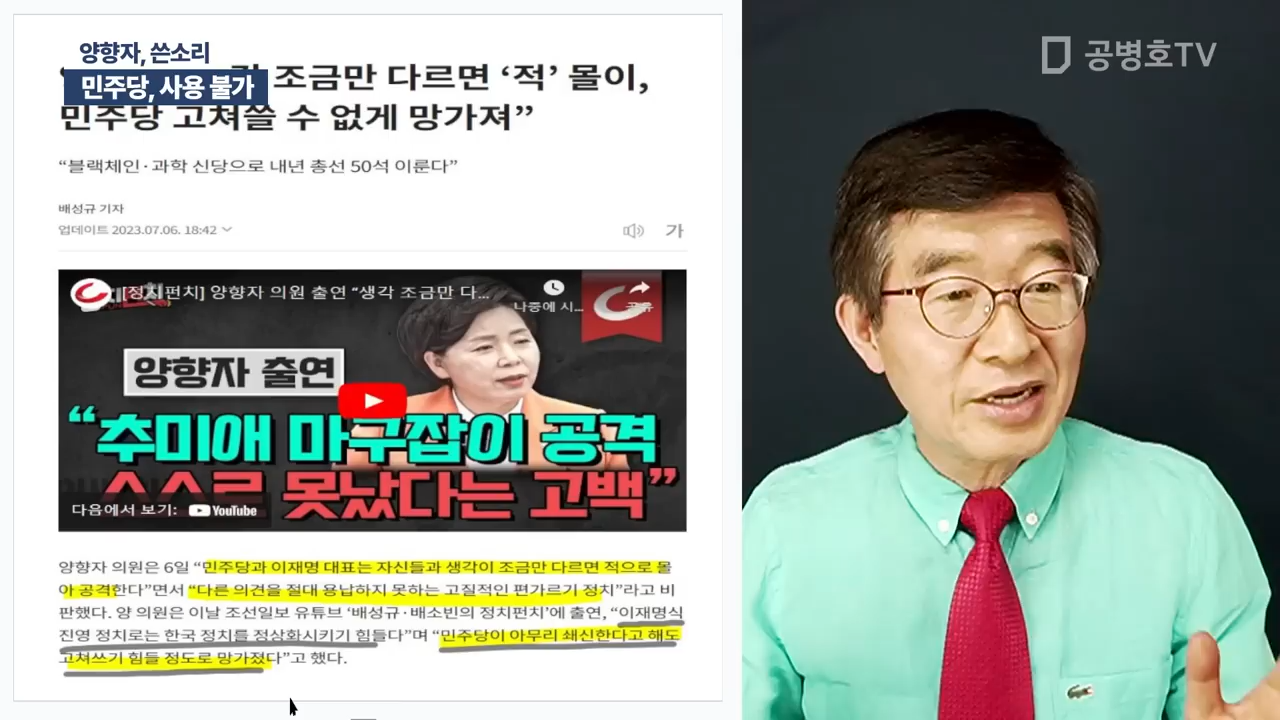 양향자, 쓴소리
민주당, 사용 불가
공병호TV
조금만 다르면 ‘적’ 몰이,
민주당 고쳐쓸 수 없게 망가져”
“블랙체인·과학 신당으로 내년 총선 50석 이룬다”
배성규 기자
업데이트 2023.07.06. 18:42
가
[정치펀치] 양향자 의원 출연 “생각 조금만 다...
나중에 시...
공유
양향자 출연
“추미애 마구잡이 공격
스스로 못났다는 고백”
다음에서 보기: YouTube
양향자 의원은 6일 “민주당과 이재명 대표는 자신들과 생각이 조금만 다르면 적으로 몰
아 공격한다”면서 “다른 의견을 절대 용납하지 못하는 고질적인 편가르기 정치”라고 비
판했다. 양 의원은 이날 조선일보 유튜브 ‘배성규·배소빈의 정치펀치’에 출연, “이재명식
진영 정치로는 한국 정치를 정상화시키기 힘들다”며 “민주당이 아무리 쇄신한다고 해도
고쳐쓰기 힘들 정도로 망가졌다”고 했다.